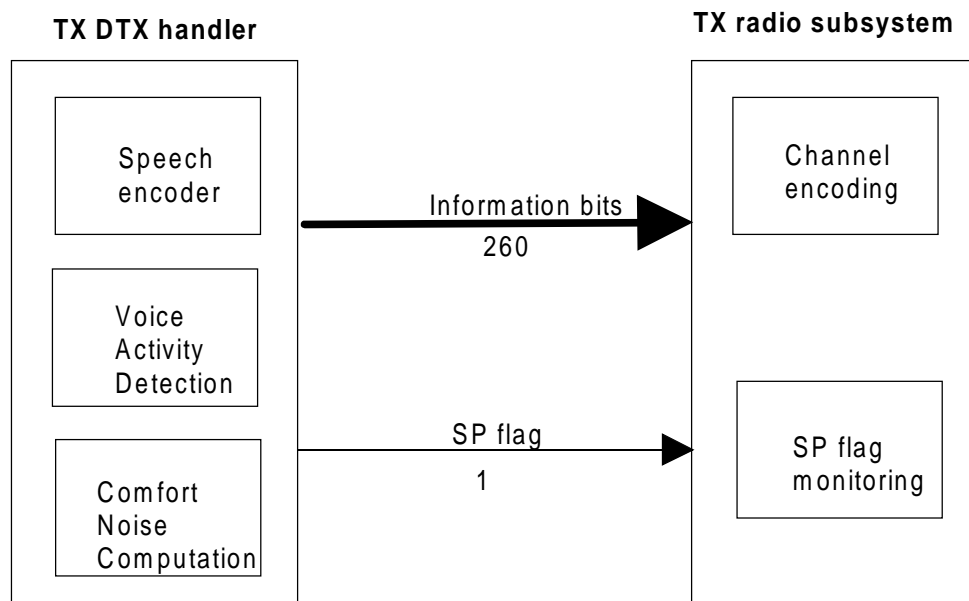 TX DTX handler
TX radio subsystem
Speech
encoder
Channel
encoding
Information bits
260
Voice
Activity
Detection
SP flag
1
SP flag
monitoring
Comfort
Noise
Computation